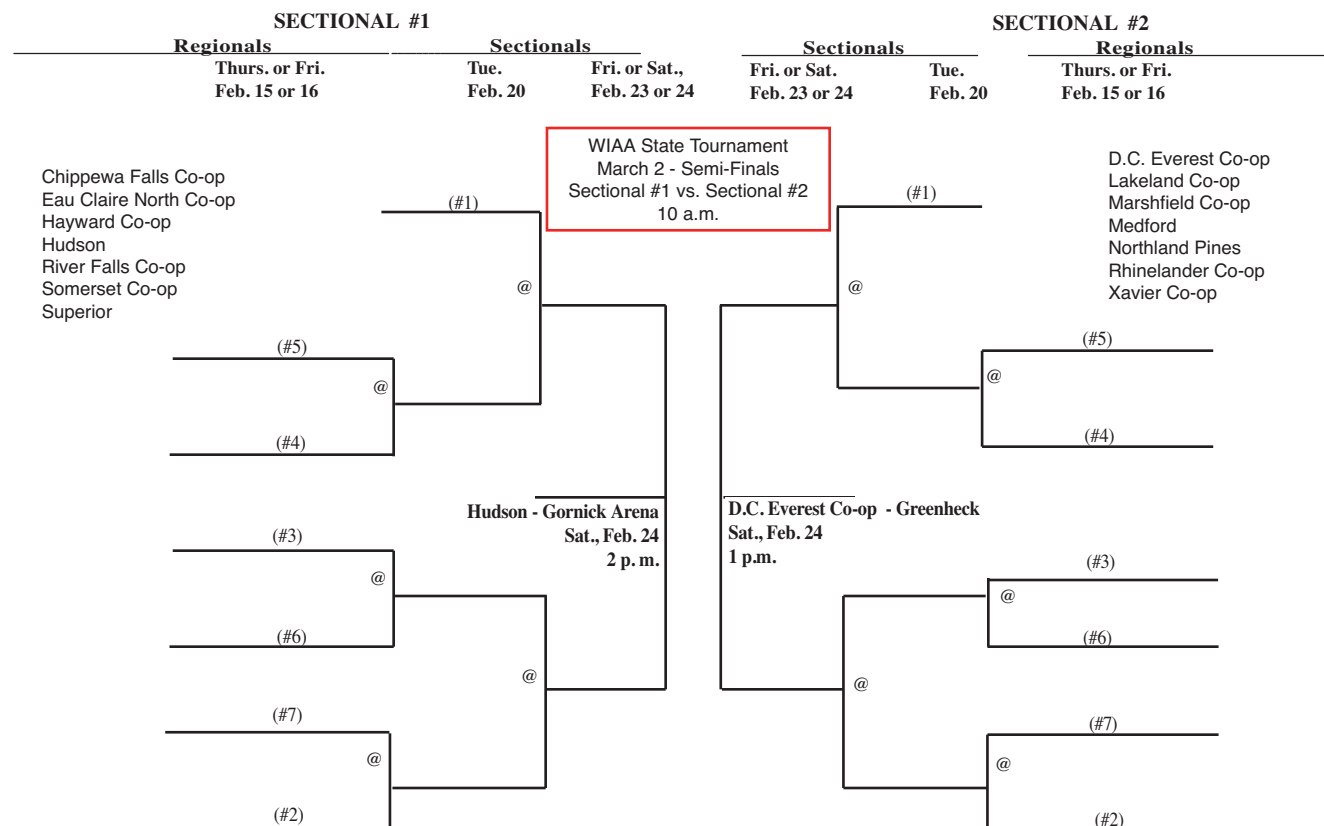 SECTIONAL #1
SECTIONAL #2
Regionals
Sectionals
Sectionals
Regionals
Thurs. or Fri.
Feb. 15 or 16
Tue.
Feb. 20
Fri. or Sat.,
Feb. 23 or 24
Fri. or Sat.
Feb. 23 or 24
Tue.
Feb. 20
Thurs. or Fri.
Feb. 15 or 16
WIAA State Tournament
March 2 - Semi-Finals
Sectional #1 vs. Sectional #2
10 a.m.
Chippewa Falls Co-op
Eau Claire North Co-op
Hayward Co-op
Hudson
River Falls Co-op
Somerset Co-op
Superior
D.C. Everest Co-op
Lakeland Co-op
Marshfield Co-op
Medford
Northland Pines
Rhinelander Co-op
Xavier Co-op
(#1)
@
(#5)
@
(#4)
Hudson - Gornick Arena
Sat., Feb. 24
2 p. m.
(#3)
@
(#6)
@
(#7)
@
(#2)
(#1)
@
(#5)
@
(#4)
D.C. Everest Co-op - Greenheck
Sat., Feb. 24
1 p.m.
(#3)
@
(#6)
@
(#7)
@
(#2)